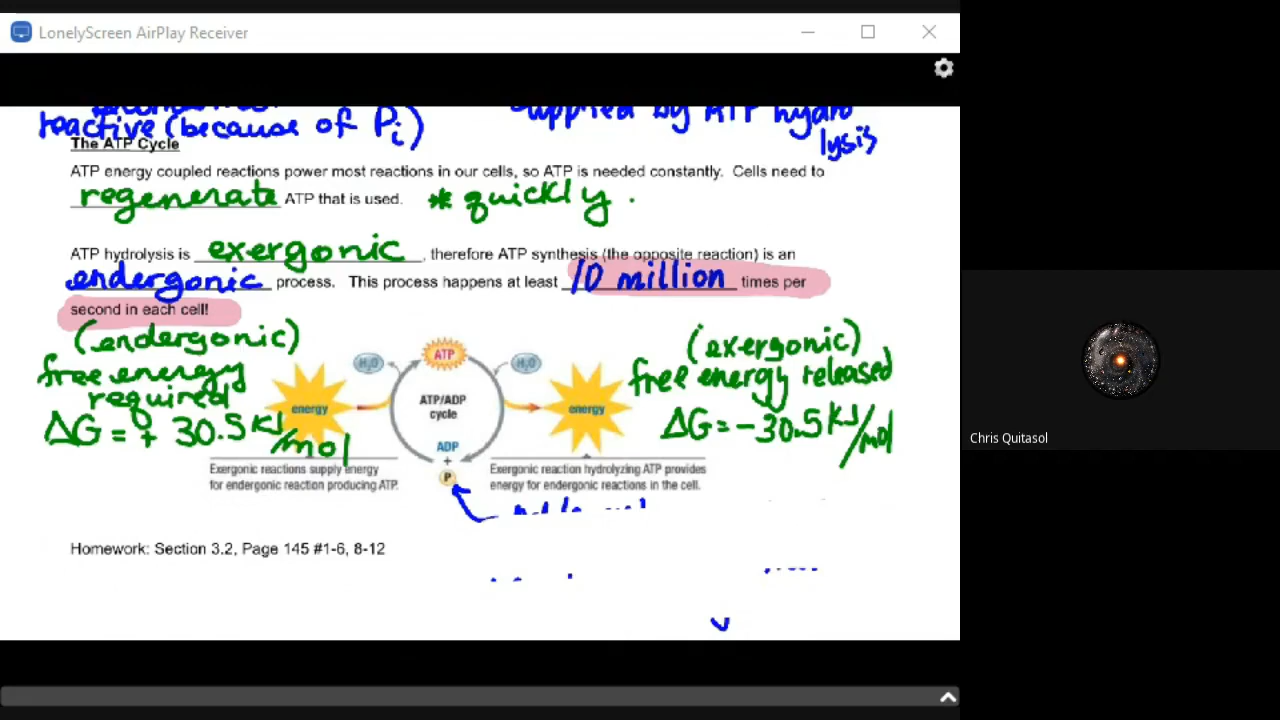 LonelyScreen AirPlay Receiver
supplied by ATP hydro
reactive (because of Pi)
lysis
The ATP Cycle
ATP energy coupled reactions power most reactions in our cells, so ATP is needed constantly. Cells need to
regenerate ATP that is used. * quickly.
ATP hydrolysis is exergonic, therefore ATP synthesis (the opposite reaction) is an
endergonic process. This process happens at least 10 million times per
second in each cell!
(endergonic)
free energy
required
ΔG = + 30.5 kJ/mol
(exergonic)
free energy released
ΔG = -30.5 kJ/mol
H₂O
ATP
H₂O
energy
ATP/ADP
cycle
energy
ADP
+
P
Exergonic reactions supply energy
for endergonic reaction producing ATP.
Exergonic reaction hydrolyzing ATP provides
energy for endergonic reactions in the cell.
Homework: Section 3.2, Page 145 #1-6, 8-12
Chris Quitasol